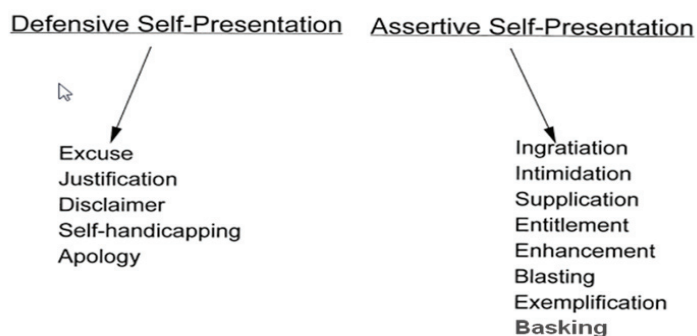 Defensive Self-Presentation
Excuse
Justification
Disclaimer
Self-handicapping
Apology
Assertive Self-Presentation
Ingratiation
Intimidation
Supplication
Entitlement
Enhancement
Blasting
Exemplification
Basking